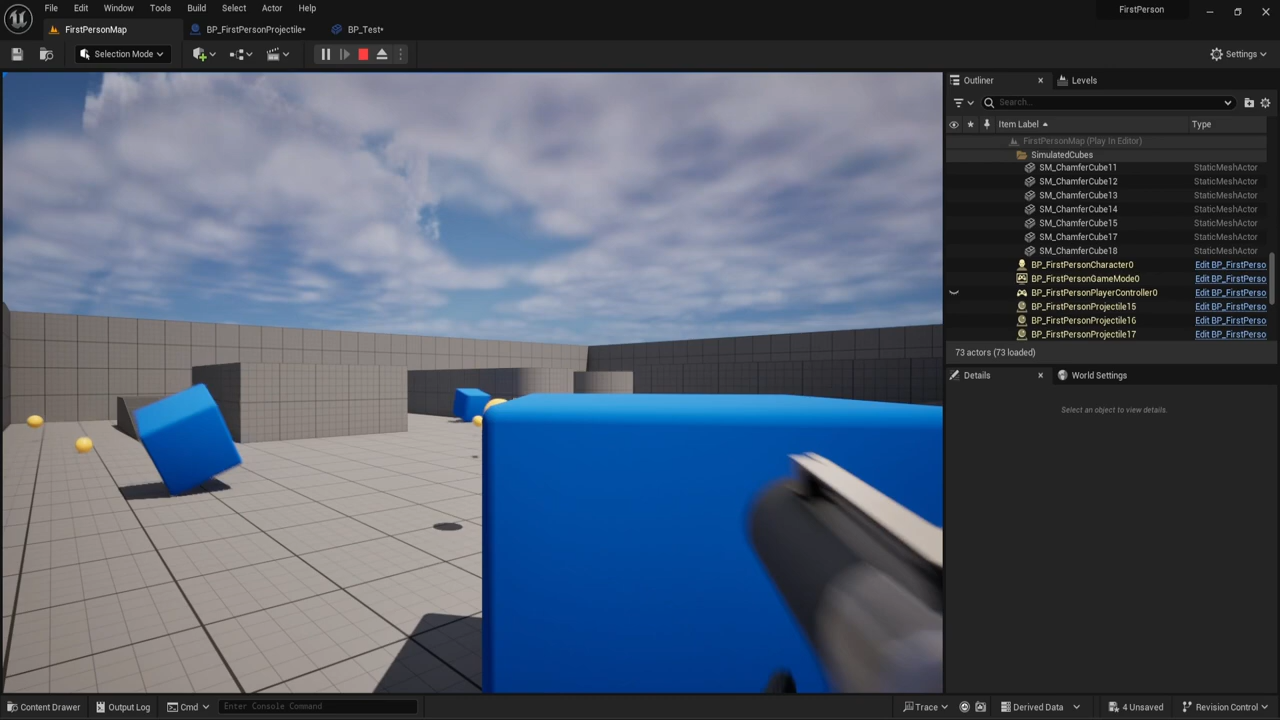 File Edit Window Tools Build Select Actor Help
FirstPerson
FirstPersonMap BP_FirstPersonProjectile* BP_Test*
Selection Mode
Settings
Outliner Levels
Search...
Item Label Type
FirstPersonMap (Play In Editor)
SimulatedCubes
SM_ChamferCube11 StaticMeshActor
SM_ChamferCube12 StaticMeshActor
SM_ChamferCube13 StaticMeshActor
SM_ChamferCube14 StaticMeshActor
SM_ChamferCube15 StaticMeshActor
SM_ChamferCube17 StaticMeshActor
SM_ChamferCube18 StaticMeshActor
BP_FirstPersonCharacter0 Edit BP_FirstPerso
BP_FirstPersonGameMode0 Edit BP_FirstPerso
BP_FirstPersonPlayerController0 Edit BP_FirstPerso
BP_FirstPersonProjectile15 Edit BP_FirstPerso
BP_FirstPersonProjectile16 Edit BP_FirstPerso
BP_FirstPersonProjectile17 Edit BP_FirstPerso
73 actors (73 loaded)
Details World Settings
Select an object to view details.
Content Drawer Output Log Cmd Enter Console Command Trace Derived Data 4 Unsaved Revision Control